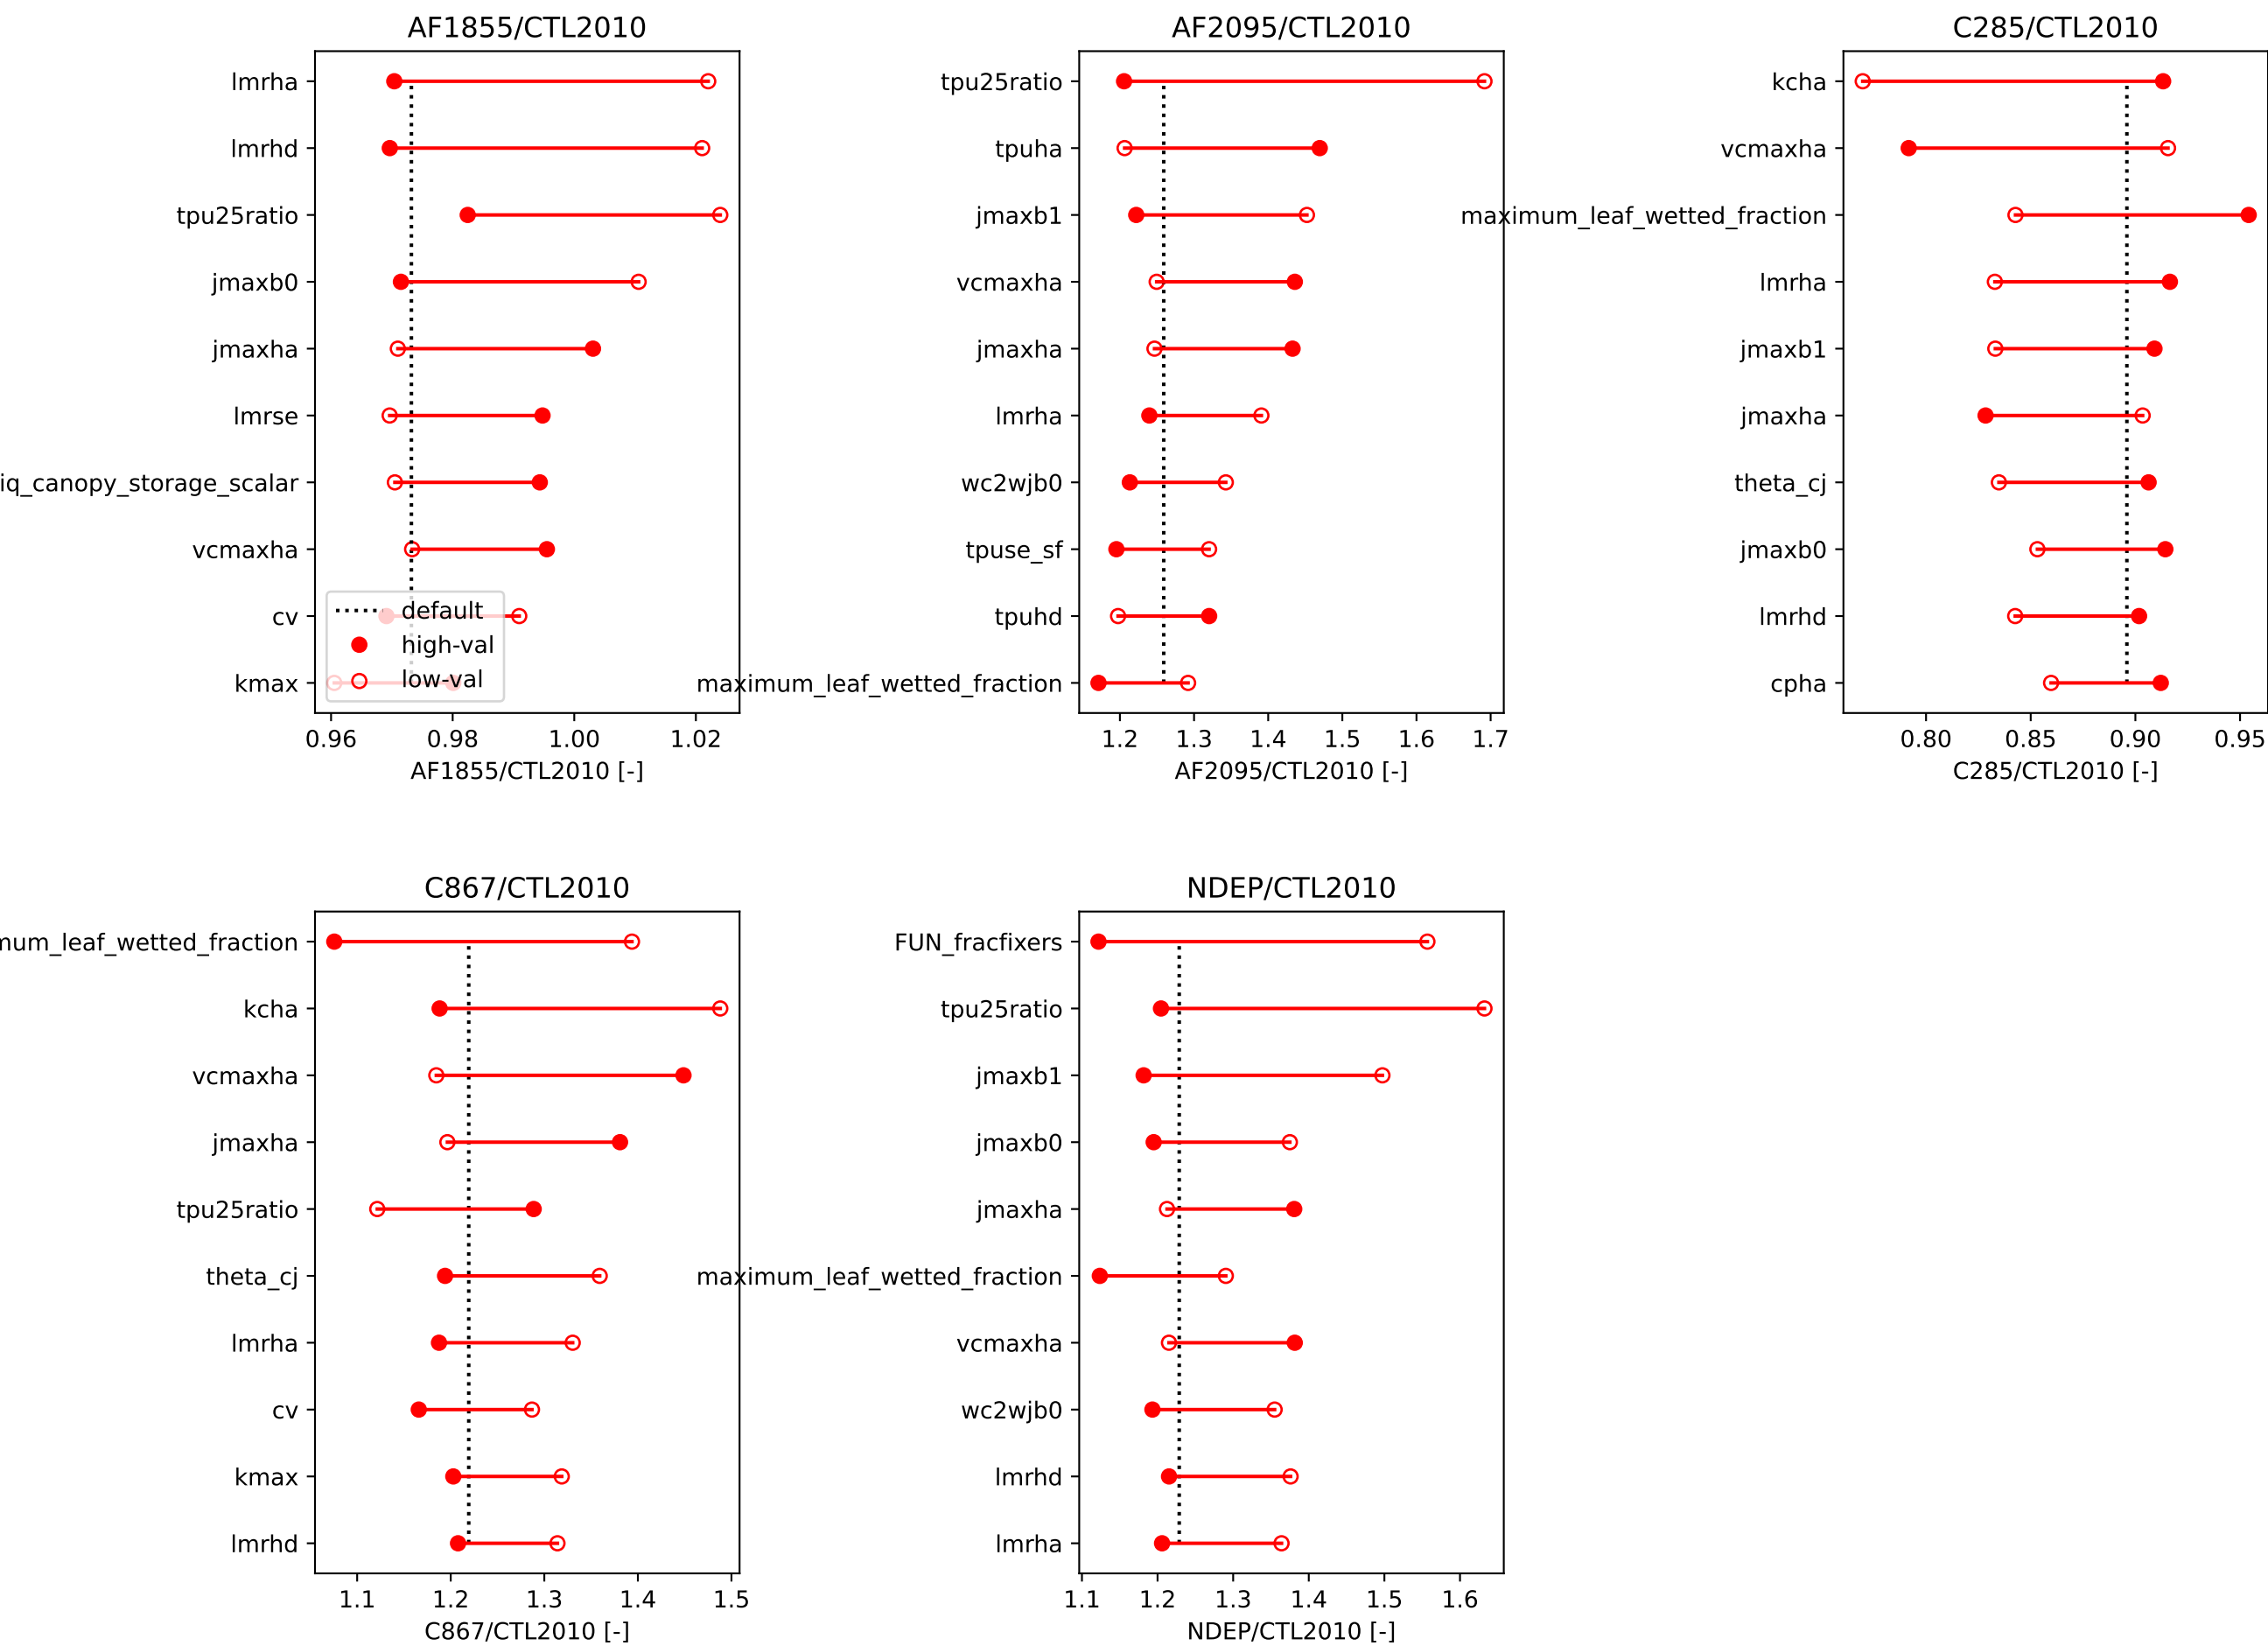 AF1855/CTL2010
lmrha
lmrhd
tpu25ratio
jmaxb0
jmaxha
lmrse
iq_canopy_storage_scalar
vcmaxha
cv
kmax
default
high-val
low-val
0.96 0.98 1.00 1.02
AF1855/CTL2010 [-]
AF2095/CTL2010
tpu25ratio
tpuha
jmaxb1
vcmaxha
jmaxha
lmrha
wc2wjb0
tpuse_sf
tpuhd
maximum_leaf_wetted_fraction
1.2 1.3 1.4 1.5 1.6 1.7
AF2095/CTL2010 [-]
C285/CTL2010
kcha
vcmaxha
maximum_leaf_wetted_fraction
lmrha
jmaxb1
jmaxha
theta_cj
jmaxb0
lmrhd
cpha
0.80 0.85 0.90 0.95
C285/CTL2010 [-]
C867/CTL2010
mum_leaf_wetted_fraction
kcha
vcmaxha
jmaxha
tpu25ratio
theta_cj
lmrha
cv
kmax
lmrhd
1.1 1.2 1.3 1.4 1.5
C867/CTL2010 [-]
NDEP/CTL2010
FUN_fracfixers
tpu25ratio
jmaxb1
jmaxb0
jmaxha
maximum_leaf_wetted_fraction
vcmaxha
wc2wjb0
lmrhd
lmrha
1.1 1.2 1.3 1.4 1.5 1.6
NDEP/CTL2010 [-]